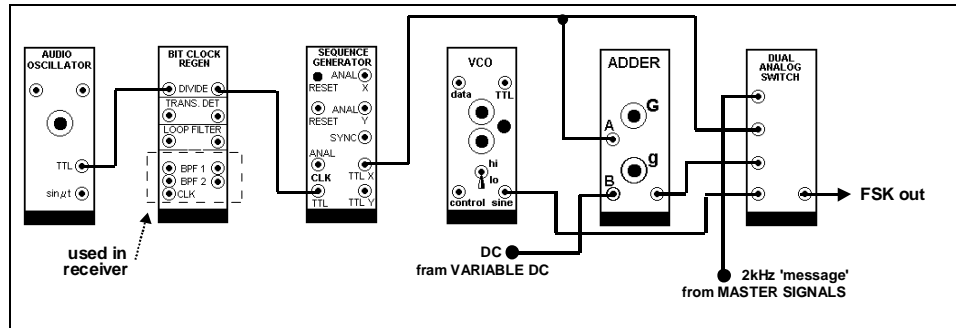 AUDIO
OSCILLATOR
TTL
sinμt
BIT CLOCK
REGEN
DIVIDE
TRANS. DET
LOOP FILTER
BPF 1
BPF 2
CLK
used in
receiver
SEQUENCE
GENERATOR
ANAL
RESET
X
ANAL
RESET
Y
SYNC
ANAL
CLK
TTL X
TTL
TTL Y
VCO
data
TTL
hi
lo
control
sine
ADDER
G
A
g
B
DC
fram VARIABLE DC
DUAL
ANALOG
SWITCH
FSK out
2kHz 'message'
from MASTER SIGNALS